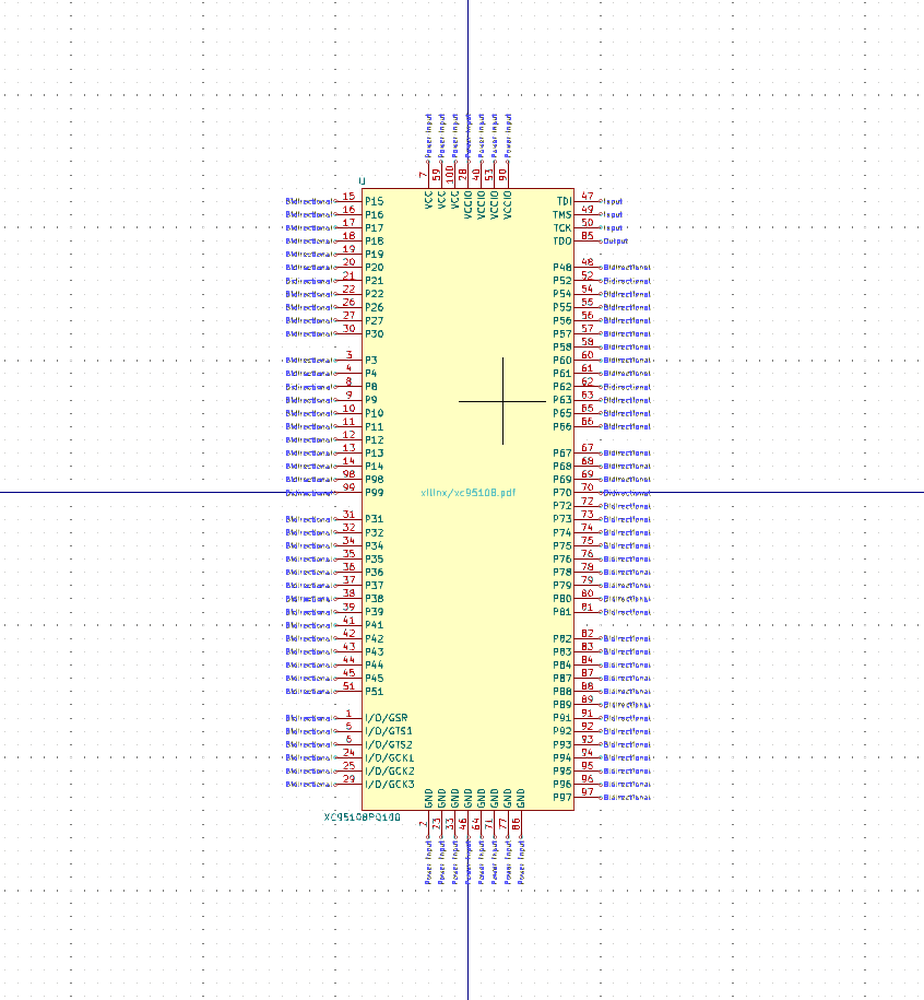 Power Input Power Input Power Input Power Input Power Input Power Input Power Input
7 59 100 28 40 53 90
VCC VCC VCC VCCIO VCCIO VCCIO VCCIO
U
Bidirectional 15 P15 TDI 47 Input
Bidirectional 16 P16 TMS 49 Input
Bidirectional 17 P17 TCK 50 Input
Bidirectional 18 P18 TDO 85 Output
Bidirectional 19 P19
Bidirectional 20 P20 P48 48 Bidirectional
Bidirectional 21 P21 P52 52 Bidirectional
Bidirectional 22 P22 P54 54 Bidirectional
Bidirectional 26 P26 P55 55 Bidirectional
Bidirectional 27 P27 P56 56 Bidirectional
Bidirectional 30 P30 P57 57 Bidirectional
P58 58 Bidirectional
Bidirectional 3 P3 P60 60 Bidirectional
Bidirectional 4 P4 P61 61 Bidirectional
Bidirectional 8 P8 P62 62 Bidirectional
Bidirectional 9 P9 P63 63 Bidirectional
Bidirectional 10 P10 P65 65 Bidirectional
Bidirectional 11 P11 P66 66 Bidirectional
Bidirectional 12 P12
Bidirectional 13 P13 P67 67 Bidirectional
Bidirectional 14 P14 P68 68 Bidirectional
Bidirectional 98 P98 P69 69 Bidirectional
Bidirectional 99 P99 xilinx/xc95108.pdf P70 70 Bidirectional
P72 72 Bidirectional
Bidirectional 31 P31 P73 73 Bidirectional
Bidirectional 32 P32 P74 74 Bidirectional
Bidirectional 34 P34 P75 75 Bidirectional
Bidirectional 35 P35 P76 76 Bidirectional
Bidirectional 36 P36 P78 78 Bidirectional
Bidirectional 37 P37 P79 79 Bidirectional
Bidirectional 38 P38 P80 80 Bidirectional
Bidirectional 39 P39 P81 81 Bidirectional
Bidirectional 41 P41
Bidirectional 42 P42 P82 82 Bidirectional
Bidirectional 43 P43 P83 83 Bidirectional
Bidirectional 44 P44 P84 84 Bidirectional
Bidirectional 45 P45 P87 87 Bidirectional
Bidirectional 51 P51 P88 88 Bidirectional
P89 89 Bidirectional
Bidirectional 1 I/O/GSR P91 91 Bidirectional
Bidirectional 5 I/O/GTS1 P92 92 Bidirectional
Bidirectional 6 I/O/GTS2 P93 93 Bidirectional
Bidirectional 24 I/O/GCK1 P94 94 Bidirectional
Bidirectional 25 I/O/GCK2 P95 95 Bidirectional
Bidirectional 29 I/O/GCK3 P96 96 Bidirectional
P97 97 Bidirectional
GND GND GND GND GND GND GND GND
XC95108PQ100
2 23 33 46 64 71 77 86
Power Input Power Input Power Input Power Input Power Input Power Input Power Input Power Input